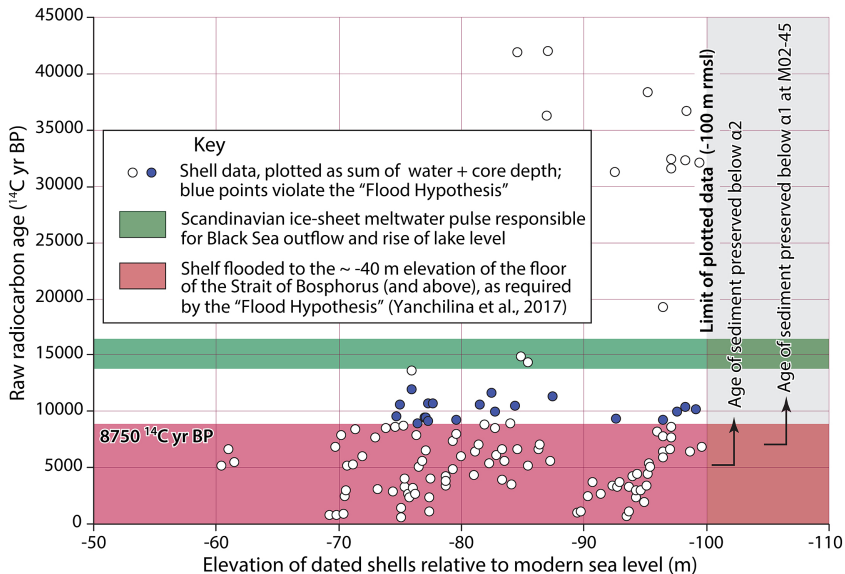 45000
40000
35000
30000
25000
20000
15000
10000
5000
0
Raw radiocarbon age (¹⁴C yr BP)
Key
Shell data, plotted as sum of water + core depth;
blue points violate the “Flood Hypothesis”
Scandinavian ice-sheet meltwater pulse responsible
for Black Sea outflow and rise of lake level
Shelf flooded to the ~ -40 m elevation of the floor
of the Strait of Bosphorus (and above), as required
by the “Flood Hypothesis” (Yanchilina et al., 2017)
8750 ¹⁴C yr BP
Limit of plotted data (-100 m rmsl)
Age of sediment preserved below α2
Age of sediment preserved below α1 at M02-45
-50
-60
-70
-80
-90
-100
-110
Elevation of dated shells relative to modern sea level (m)